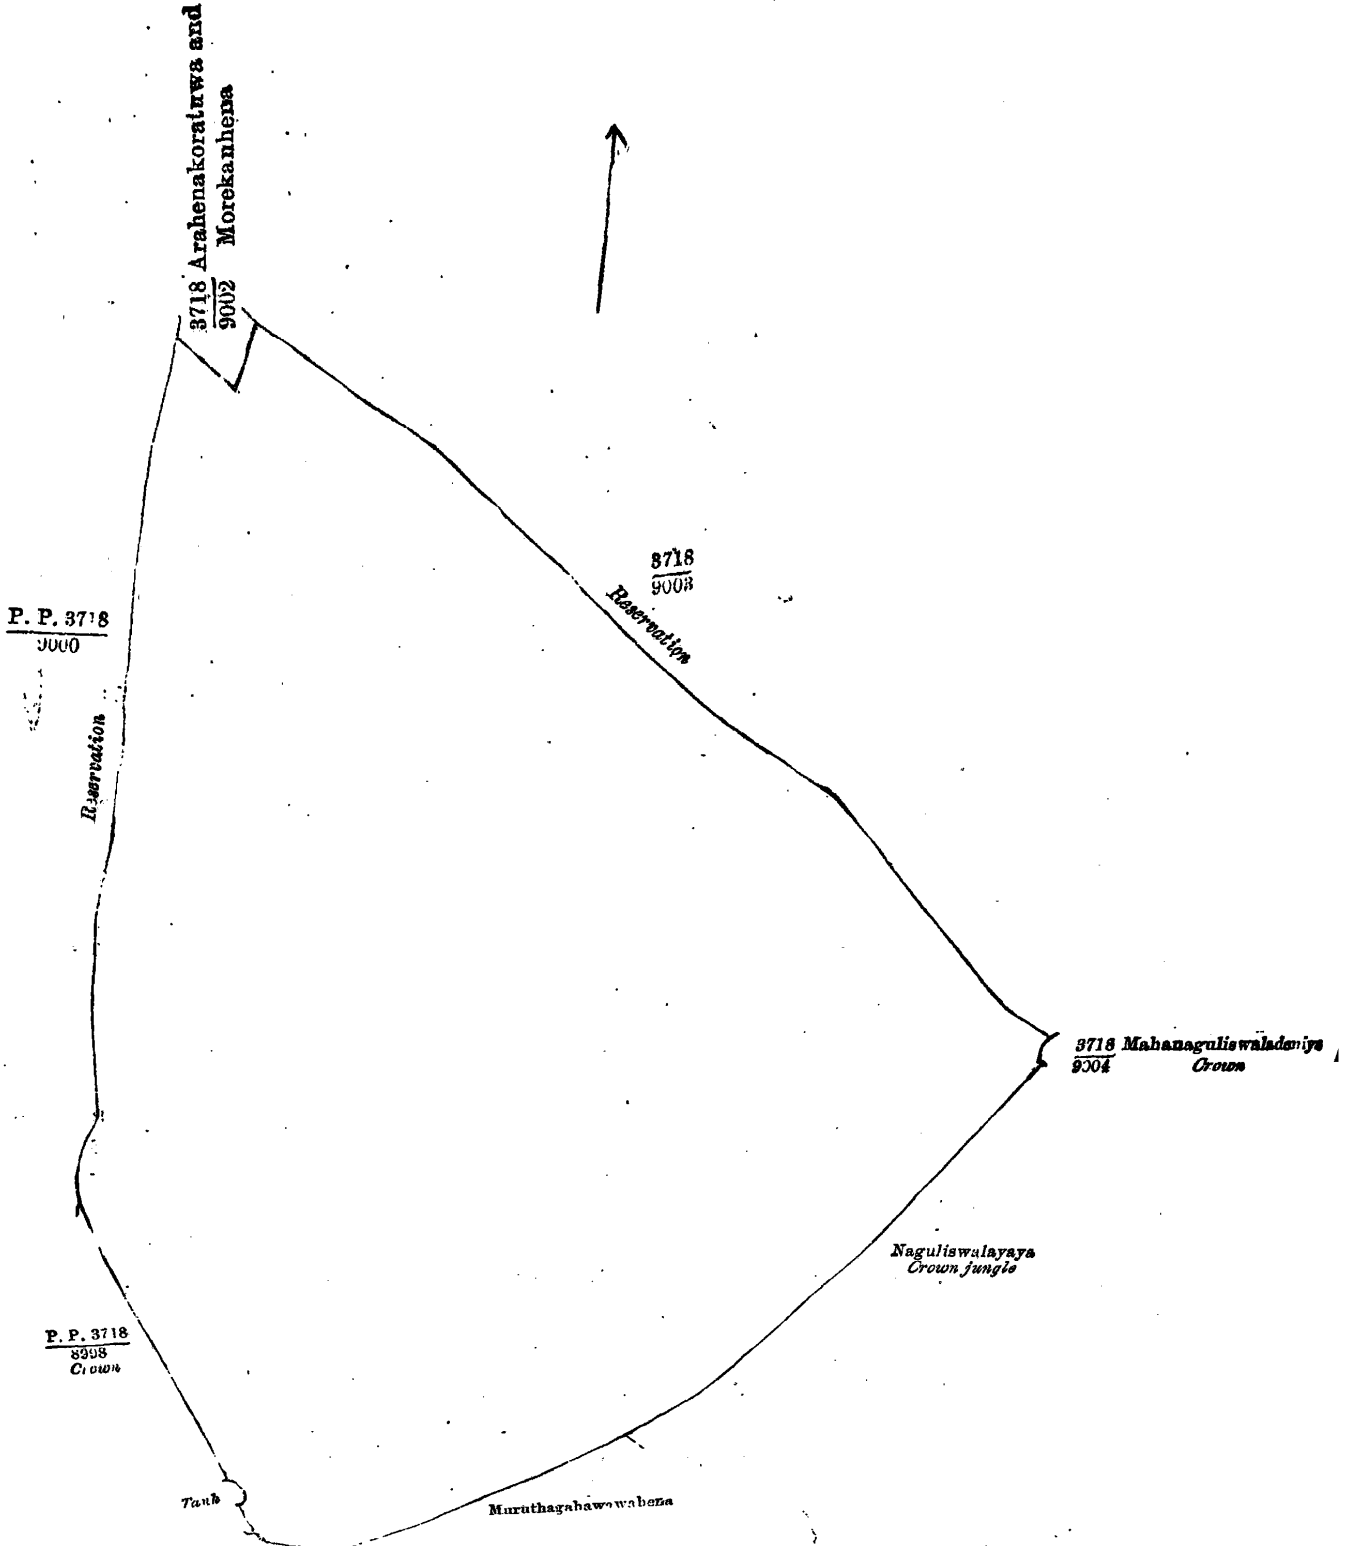 3718 Arahenakoratuwa and
9002 Morekanhena
3718
9003
Reservation
P. P. 3718
9000
Reservation
3718 Mahanaguliswaladeniya
9004 Crown
Naguliswalayaya
Crown jungle
P. P. 3718
8998
Crown
Tank